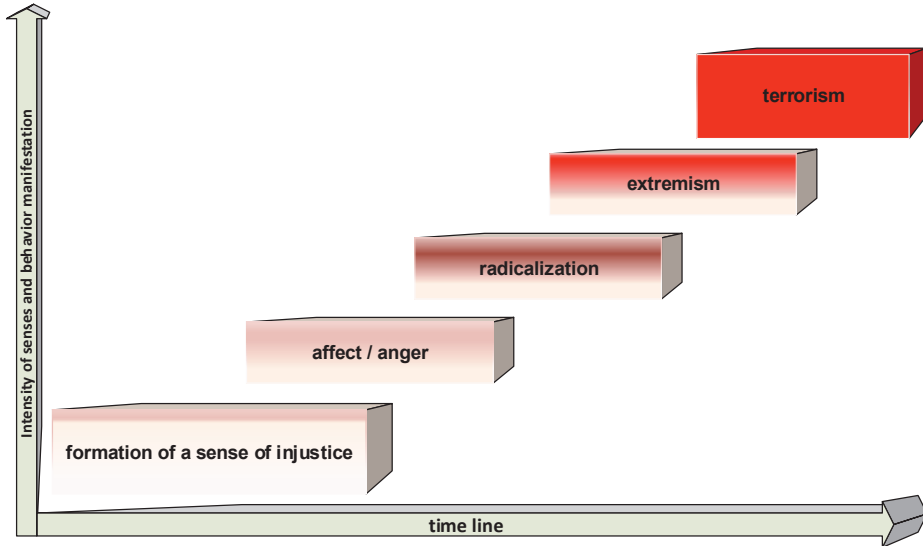 Intensity of senses and behavior manifestation
terrorism
extremism
radicalization
affect / anger
formation of a sense of injustice
time line